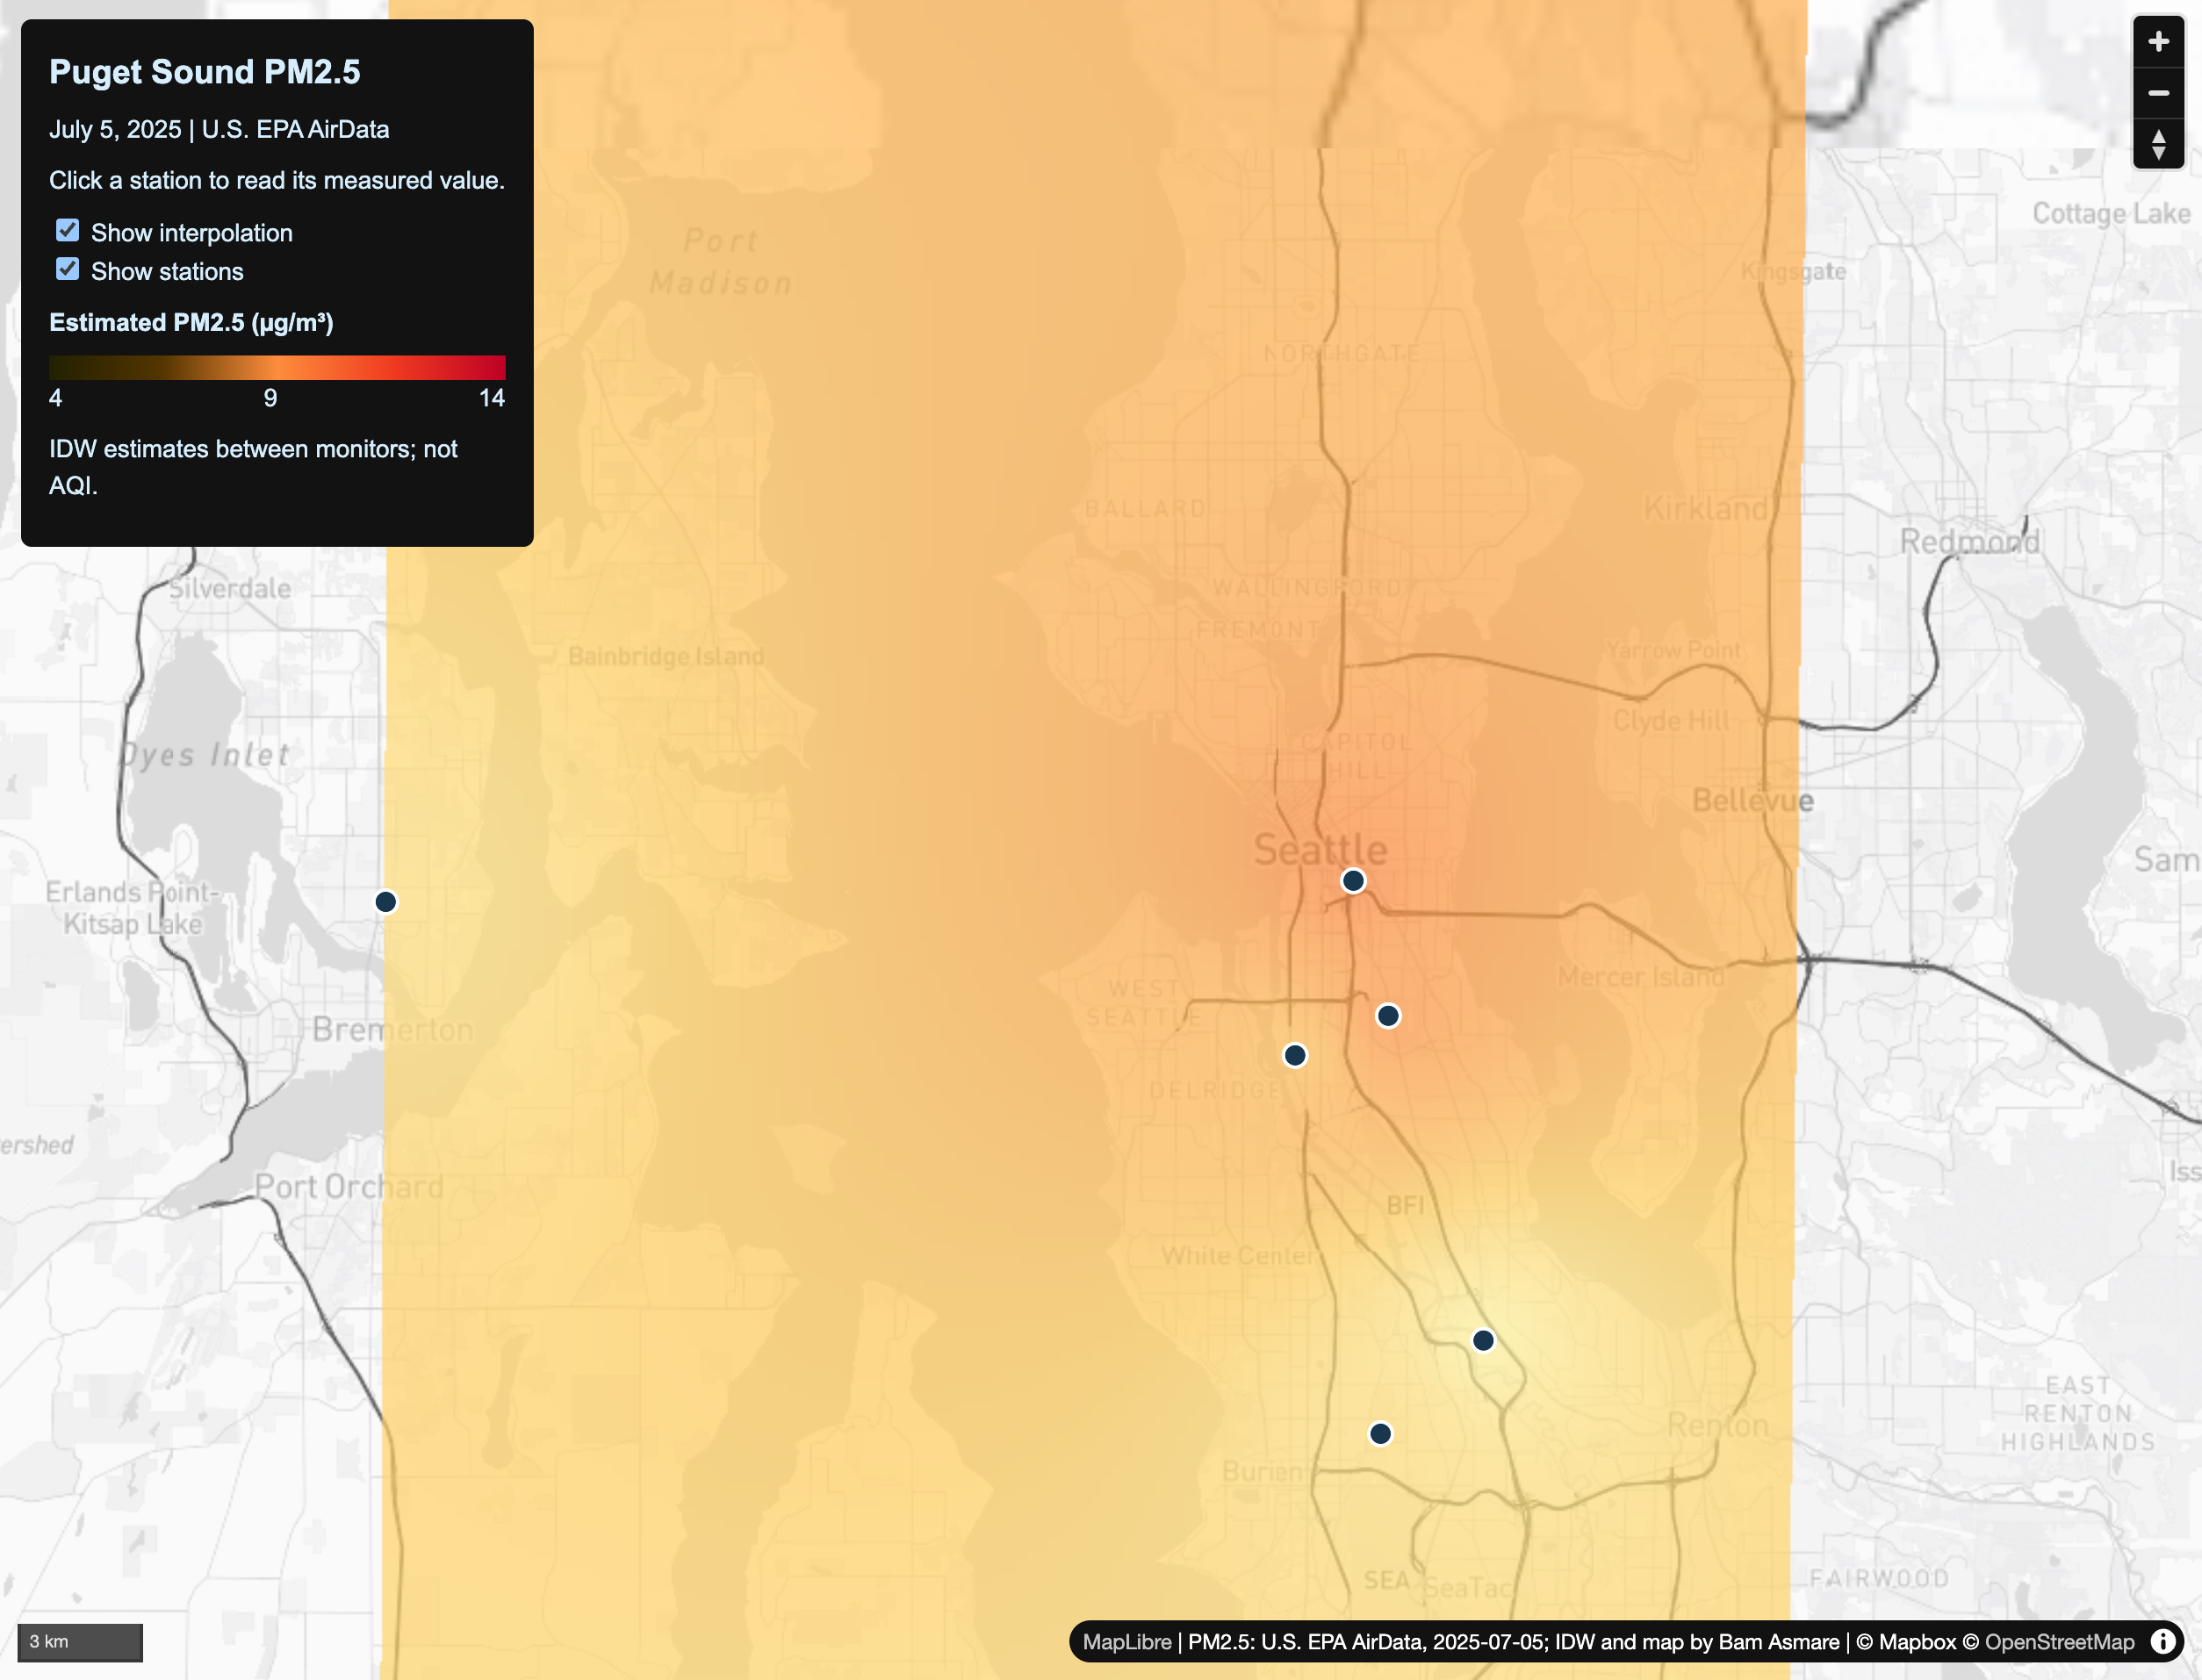 Puget Sound PM2.5
July 5, 2025 | U.S. EPA AirData
Click a station to read its measured value.
Show interpolation
Show stations
Estimated PM2.5 (µg/m³)
4 9 14
IDW estimates between monitors; not
AQI.
Port
Madison
Cottage Lake
Kingsgate
NORTHGATE
BALLARD
Kirkland
Redmond
Silverdale
WALLINGFORD
FREMONT
Bainbridge Island
Yarrow Point
Clyde Hill
Dyes Inlet
CAPITOL
HILL
Bellevue
Seattle
Sam
Erlands Point-
Kitsap Lake
Mercer Island
WEST
SEATTLE
Bremerton
DELRIDGE
ershed
Iss
Port Orchard
BFI
White Center
EAST
RENTON
HIGHLANDS
Renton
Burien
SEA
SeaTac
FAIRWOOD
3 km
MapLibre | PM2.5: U.S. EPA AirData, 2025-07-05; IDW and map by Bam Asmare | © Mapbox © OpenStreetMap